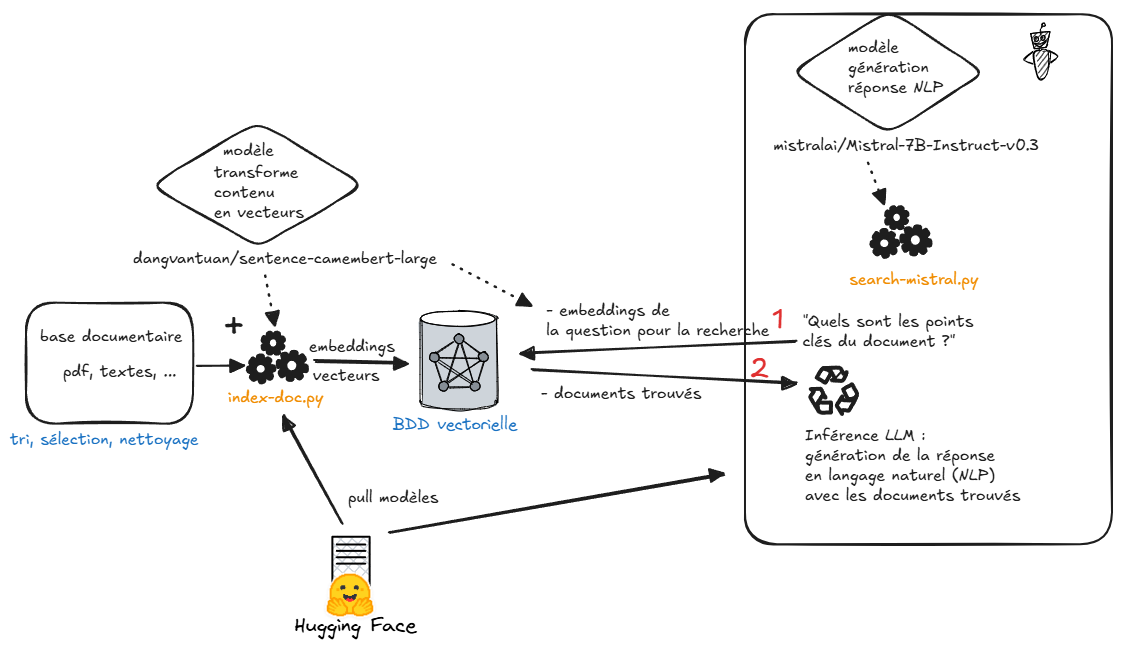 modèle
génération
réponse NLP
mistralai/Mistral-7B-Instruct-v0.3
search-mistral.py
modèle
transforme
contenu
en vecteurs
dangvantuan/sentence-camembert-large
base documentaire
pdf, textes, ...
tri, sélection, nettoyage
+
index-doc.py
embeddings
vecteurs
BDD vectorielle
- embeddings de
la question pour la recherche
1
"Quels sont les points
clés du document ?"
2
- documents trouvés
Inférence LLM :
génération de la réponse
en langage naturel (NLP)
avec les documents trouvés
pull modèles
Hugging Face